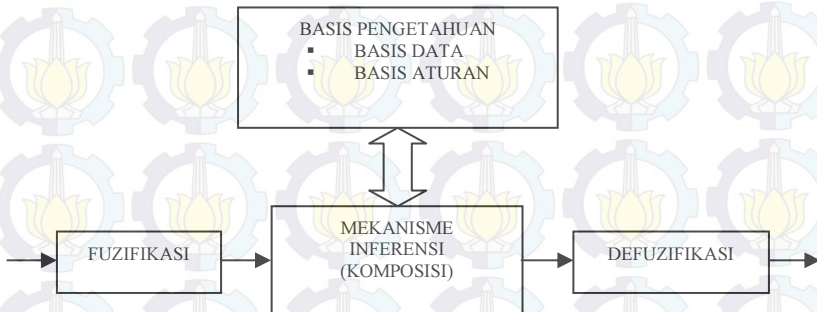 BASIS PENGETAHUAN
▪ BASIS DATA
▪ BASIS ATURAN
FUZIFIKASI
MEKANISME
INFERENSI
(KOMPOSISI)
DEFUZIFIKASI